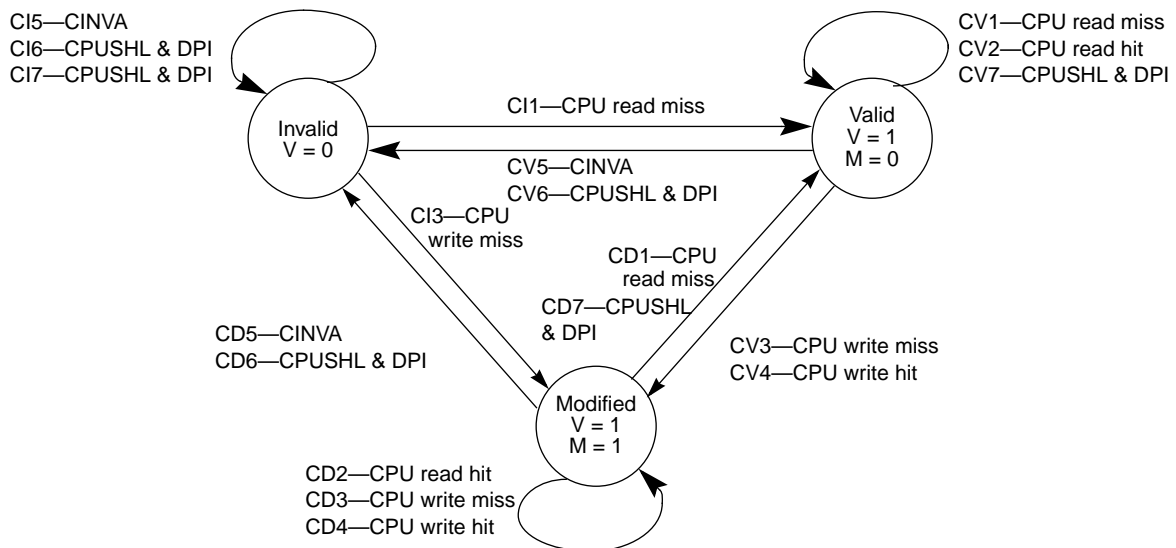 CI5—CINVA
CI6—CPUSHL & DPI
CI7—CPUSHL & DPI
CV1—CPU read miss
CV2—CPU read hit
CV7—CPUSHL & DPI
Invalid
V = 0
CI1—CPU read miss
Valid
V = 1
M = 0
CV5—CINVA
CV6—CPUSHL & DPI
CI3—CPU
write miss
CD1—CPU
read miss
CD7—CPUSHL
& DPI
CD5—CINVA
CD6—CPUSHL & DPI
CV3—CPU write miss
CV4—CPU write hit
Modified
V = 1
M = 1
CD2—CPU read hit
CD3—CPU write miss
CD4—CPU write hit